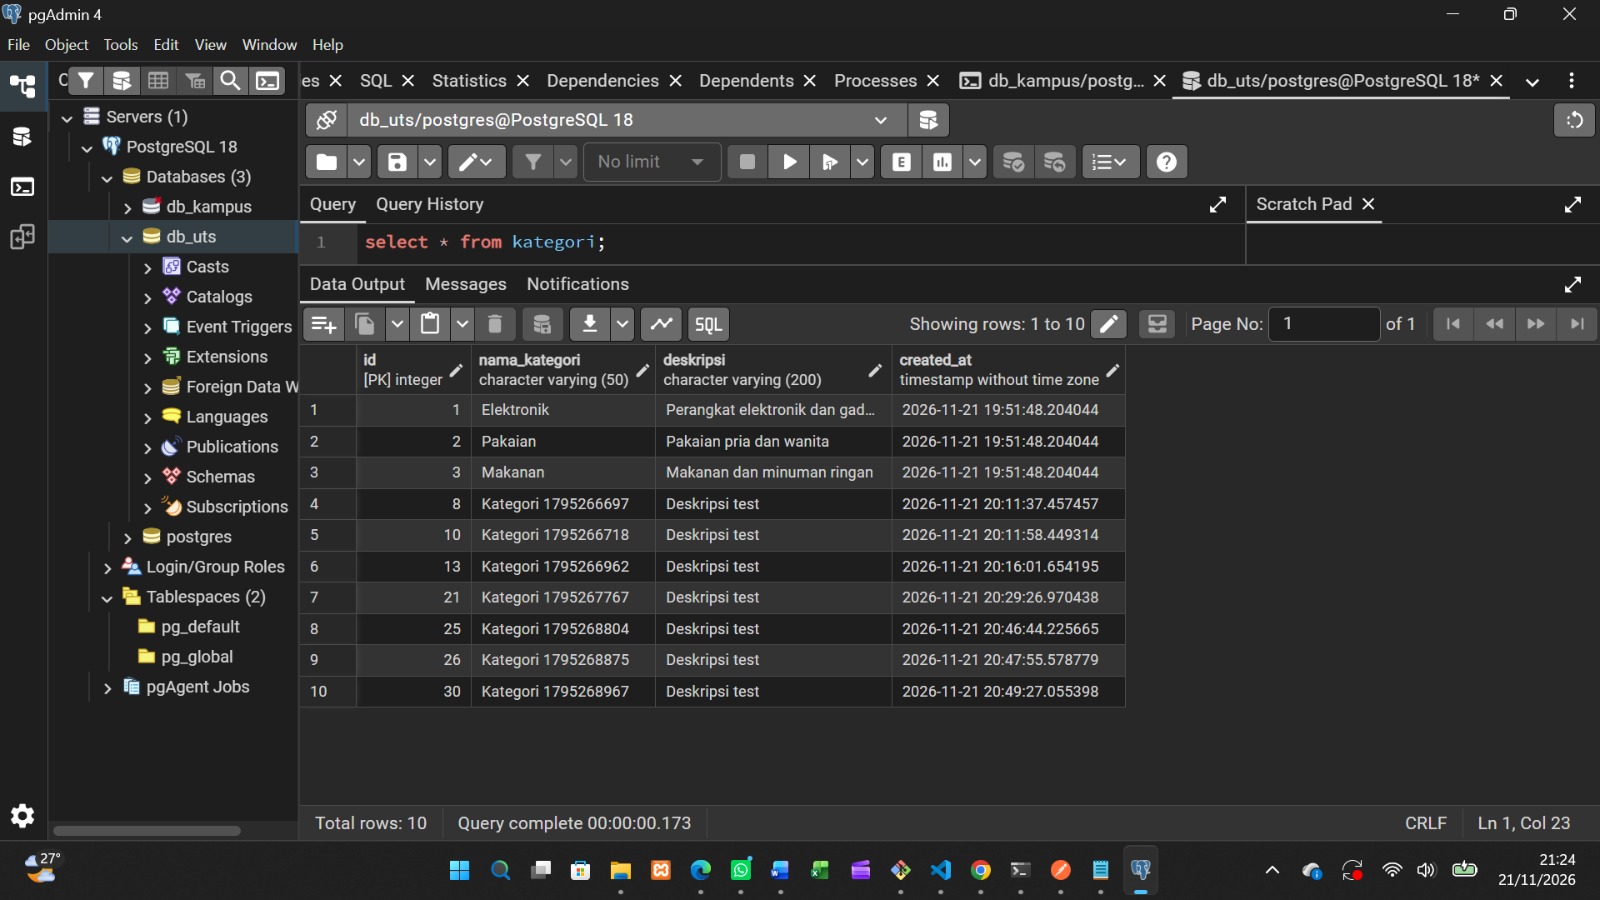 pgAdmin 4
File Object Tools Edit View Window Help
es SQL Statistics Dependencies Dependents Processes db_kampus/postg... db_uts/postgres@PostgreSQL 18*
Servers (1)
PostgreSQL 18
Databases (3)
db_kampus
db_uts
Casts
Catalogs
Event Triggers
Extensions
Foreign Data W
Languages
Publications
Schemas
Subscriptions
postgres
Login/Group Roles
Tablespaces (2)
pg_default
pg_global
pgAgent Jobs
db_uts/postgres@PostgreSQL 18
No limit E
Query Query History Scratch Pad
1 select * from kategori;
Data Output Messages Notifications
SQL Showing rows: 1 to 10 Page No: 1 of 1
id nama_kategori deskripsi created_at
[PK] integer character varying (50) character varying (200) timestamp without time zone
1 1 Elektronik Perangkat elektronik dan gad... 2026-11-21 19:51:48.204044
2 2 Pakaian Pakaian pria dan wanita 2026-11-21 19:51:48.204044
3 3 Makanan Makanan dan minuman ringan 2026-11-21 19:51:48.204044
4 8 Kategori 1795266697 Deskripsi test 2026-11-21 20:11:37.457457
5 10 Kategori 1795266718 Deskripsi test 2026-11-21 20:11:58.449314
6 13 Kategori 1795266962 Deskripsi test 2026-11-21 20:16:01.654195
7 21 Kategori 1795267767 Deskripsi test 2026-11-21 20:29:26.970438
8 25 Kategori 1795268804 Deskripsi test 2026-11-21 20:46:44.225665
9 26 Kategori 1795268875 Deskripsi test 2026-11-21 20:47:55.578779
10 30 Kategori 1795268967 Deskripsi test 2026-11-21 20:49:27.055398
Total rows: 10 Query complete 00:00:00.173 CRLF Ln 1, Col 23
27°
21:24
21/11/2026